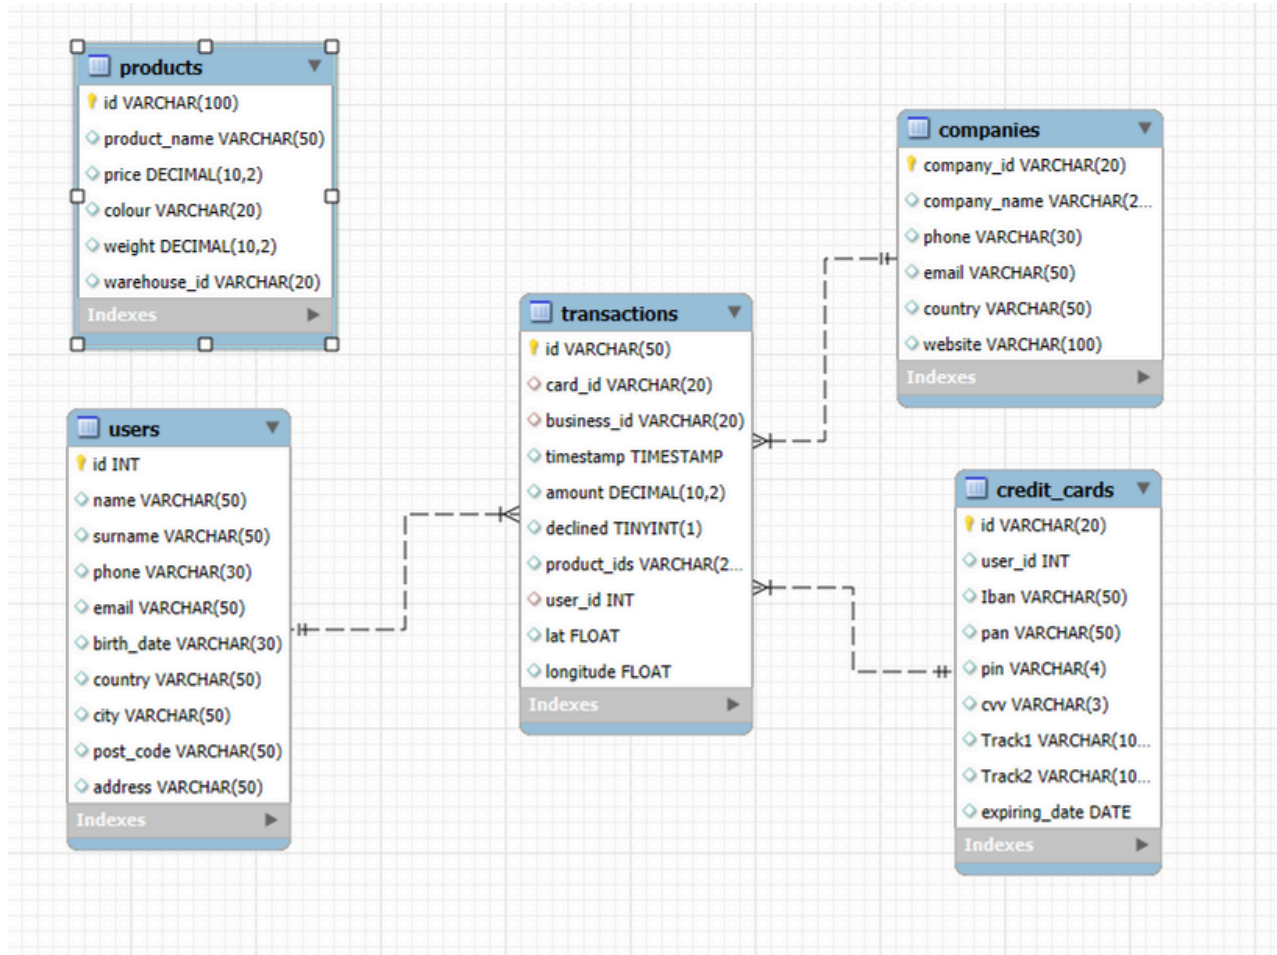 products
id VARCHAR(100)
product_name VARCHAR(50)
price DECIMAL(10,2)
colour VARCHAR(20)
weight DECIMAL(10,2)
warehouse_id VARCHAR(20)
Indexes
users
id INT
name VARCHAR(50)
surname VARCHAR(50)
phone VARCHAR(30)
email VARCHAR(50)
birth_date VARCHAR(30)
country VARCHAR(50)
city VARCHAR(50)
post_code VARCHAR(50)
address VARCHAR(50)
Indexes
transactions
id VARCHAR(50)
card_id VARCHAR(20)
business_id VARCHAR(20)
timestamp TIMESTAMP
amount DECIMAL(10,2)
declined TINYINT(1)
product_ids VARCHAR(2...
user_id INT
lat FLOAT
longitude FLOAT
Indexes
companies
company_id VARCHAR(20)
company_name VARCHAR(2...
phone VARCHAR(30)
email VARCHAR(50)
country VARCHAR(50)
website VARCHAR(100)
Indexes
credit_cards
id VARCHAR(20)
user_id INT
Iban VARCHAR(50)
pan VARCHAR(50)
pin VARCHAR(4)
cvv VARCHAR(3)
Track1 VARCHAR(10...
Track2 VARCHAR(10...
expiring_date DATE
Indexes